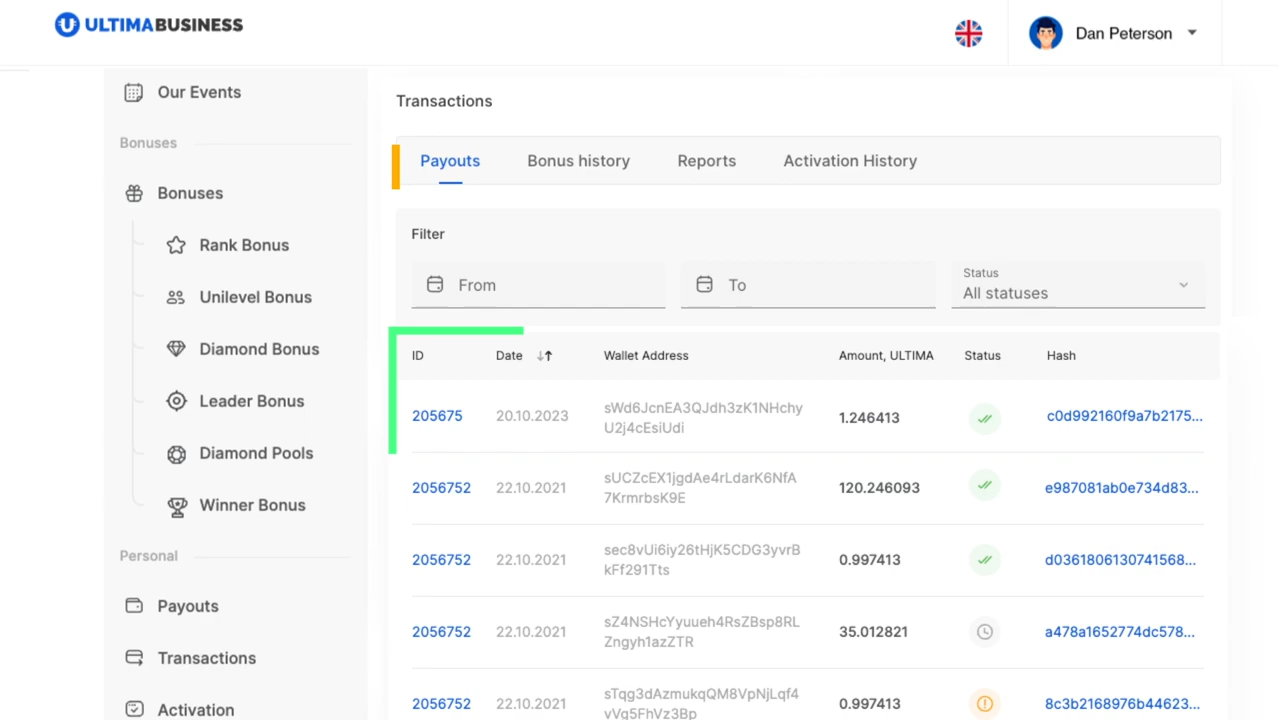 ULTIMABUSINESS
Dan Peterson
Our Events
Bonuses
Bonuses
Rank Bonus
Unilevel Bonus
Diamond Bonus
Leader Bonus
Diamond Pools
Winner Bonus
Personal
Payouts
Transactions
Activation
Transactions
Payouts Bonus history Reports Activation History
Filter
From To Status
All statuses
ID Date Wallet Address Amount, ULTIMA Status Hash
205675 20.10.2023 sWd6JcnEA3QJdh3zK1NHchy 1.246413 c0d992160f9a7b2175...
U2j4cEsiUdi
2056752 22.10.2021 sUCZcEX1jgdAe4rLdarK6NfA 120.246093 e987081ab0e734d83...
7KrmrbsK9E
2056752 22.10.2021 sec8vUi6iy26tHjK5CDG3yvrB 0.997413 d0361806130741568...
kFf291Tts
2056752 22.10.2021 sZ4NSHcYyuueh4RsZBsp8RL 35.012821 a478a1652774dc578...
Zngyh1azZTR
2056752 22.10.2021 sTqg3dAzmukqQM8VpNjLqf4 0.997413 8c3b2168976b44623...
vVg5FhVz3Bp